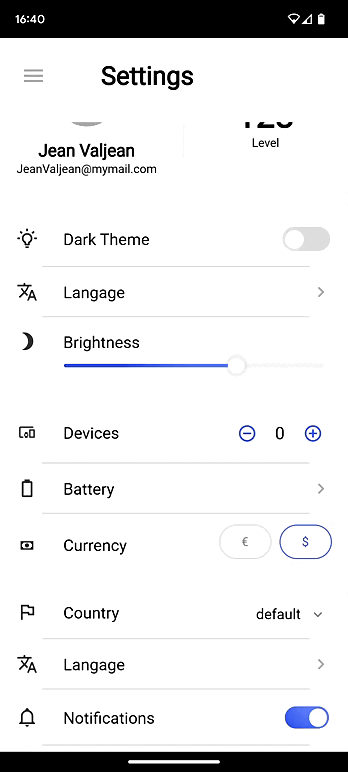 16:40
Settings
Jean Valjean
JeanValjean@mymail.com
Level
Dark Theme
Langage
Brightness
Devices
0
Battery
Currency
€
$
Country
default
Langage
Notifications